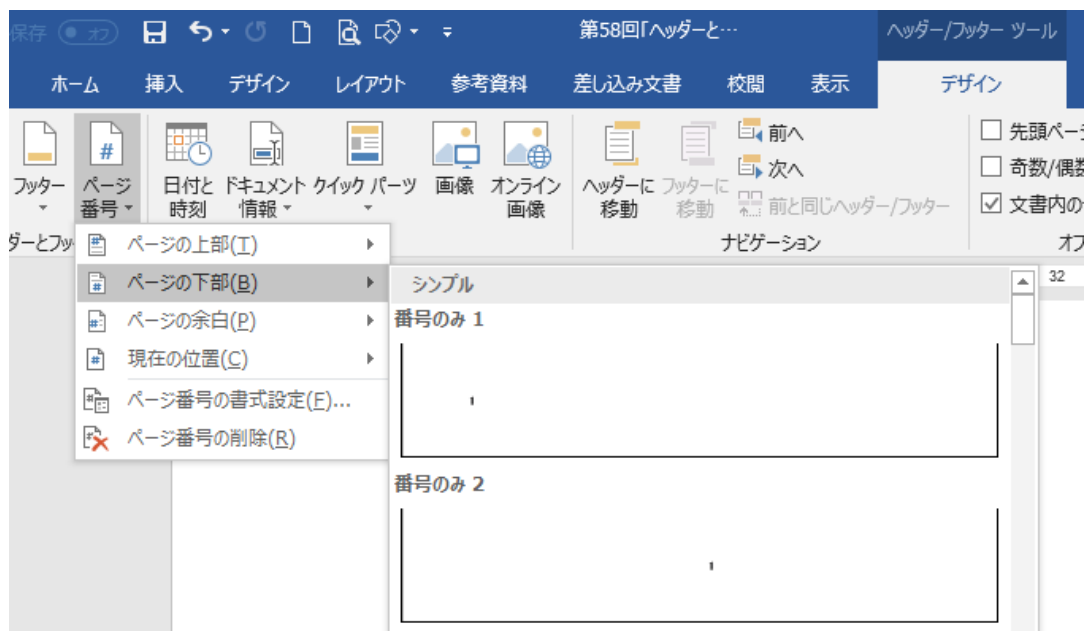 保存 オフ 第58回「ヘッダーと… ヘッダー/フッター ツール
ホーム 挿入 デザイン レイアウト 参考資料 差し込み文書 校閲 表示 デザイン
フッター
ページ
番号
日付と
時刻
ドキュメント
情報
クイック パーツ
画像
オンライン
画像
ヘッダーに
移動
フッターに
移動
前へ
次へ
前と同じヘッダー/フッター
先頭ペー
奇数/偶数
文書内の
ダーとフッ
ナビゲーション
オプ
ページの上部(T)
ページの下部(B)
ページの余白(P)
現在の位置(C)
ページ番号の書式設定(F)...
ページ番号の削除(R)
シンプル
番号のみ 1
1
番号のみ 2
1
32